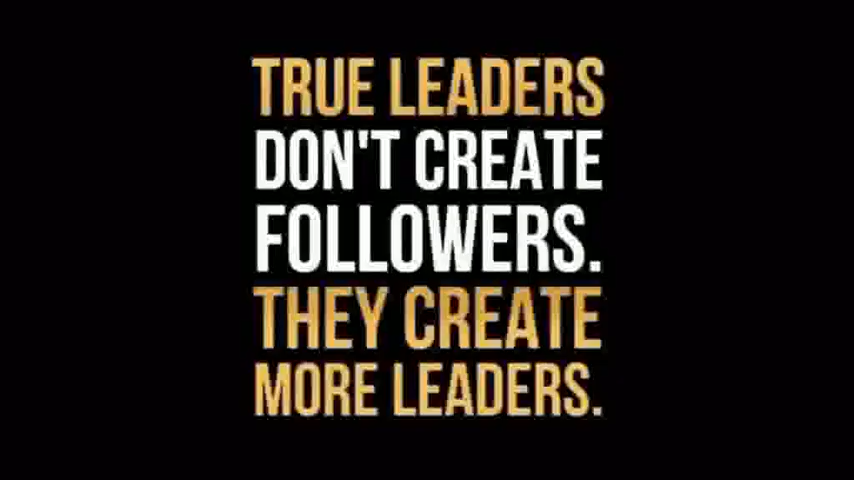 TRUE LEADERS
DON'T CREATE
FOLLOWERS.
THEY CREATE
MORE LEADERS.